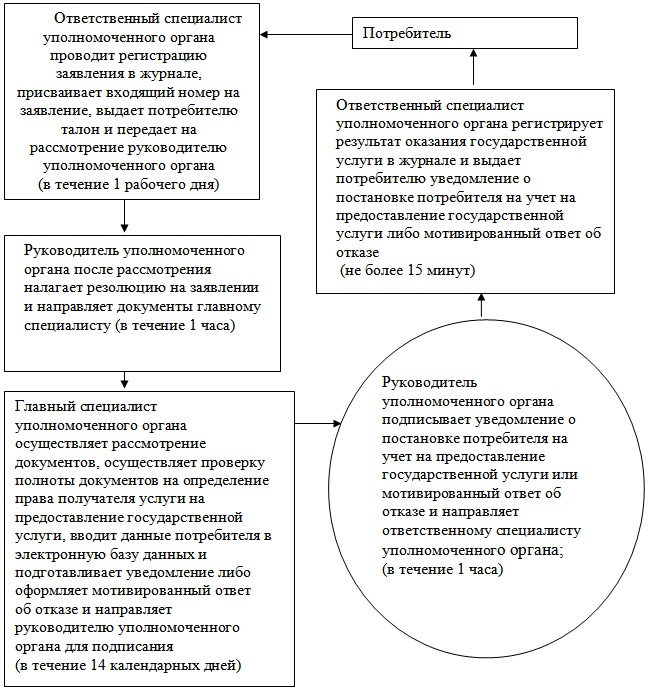 Ответственный специалист
уполномоченного органа
проводит регистрацию
заявления в журнале,
присваивает входящий номер на
заявление, выдает потребителю
талон и передает на
рассмотрение руководителю
уполномоченного органа
(в течение 1 рабочего дня)
Потребитель
Ответственный специалист
уполномоченного органа регистрирует
результат оказания государственной
услуги в журнале и выдает
потребителю уведомление о
постановке потребителя на учет на
предоставление государственной
услуги либо мотивированный ответ об
отказе
(не более 15 минут)
Руководитель уполномоченного
органа после рассмотрения
налагает резолюцию на заявлении
и направляет документы главному
специалисту (в течение 1 часа)
Главный специалист
уполномоченного органа
осуществляет рассмотрение
документов, осуществляет проверку
полноты документов на определение
права получателя услуги на
предоставление государственной
услуги, вводит данные потребителя в
электронную базу данных и
подготавливает уведомление либо
оформляет мотивированный ответ
об отказе и направляет
руководителю уполномоченного
органа для подписания
(в течение 14 календарных дней)
Руководитель
уполномоченного органа
подписывает уведомление о
постановке потребителя на
учет на предоставление
государственной услуги или
мотивированный ответ об
отказе и направляет
ответственному специалисту
уполномоченного органа;
(в течение 1 часа)